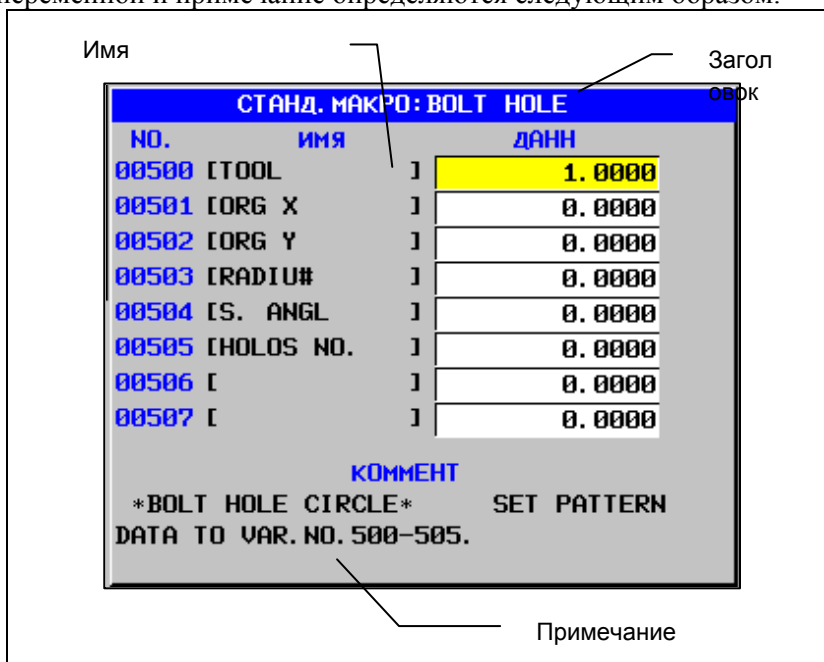 переменной и примечание определяются следующим образом.
Имя
Загол
овок
СТАНд.МАКРО:BOLT HOLE
NO. ИМЯ ДАНН
00500 [TOOL ] 1.0000
00501 [ORG X ] 0.0000
00502 [ORG Y ] 0.0000
00503 [RADIU# ] 0.0000
00504 [S. ANGL ] 0.0000
00505 [HOLOS NO. ] 0.0000
00506 [ ] 0.0000
00507 [ ] 0.0000
КОММЕНТ
*BOLT HOLE CIRCLE* SET PATTERN
DATA TO VAR.NO.500-505.
Примечание